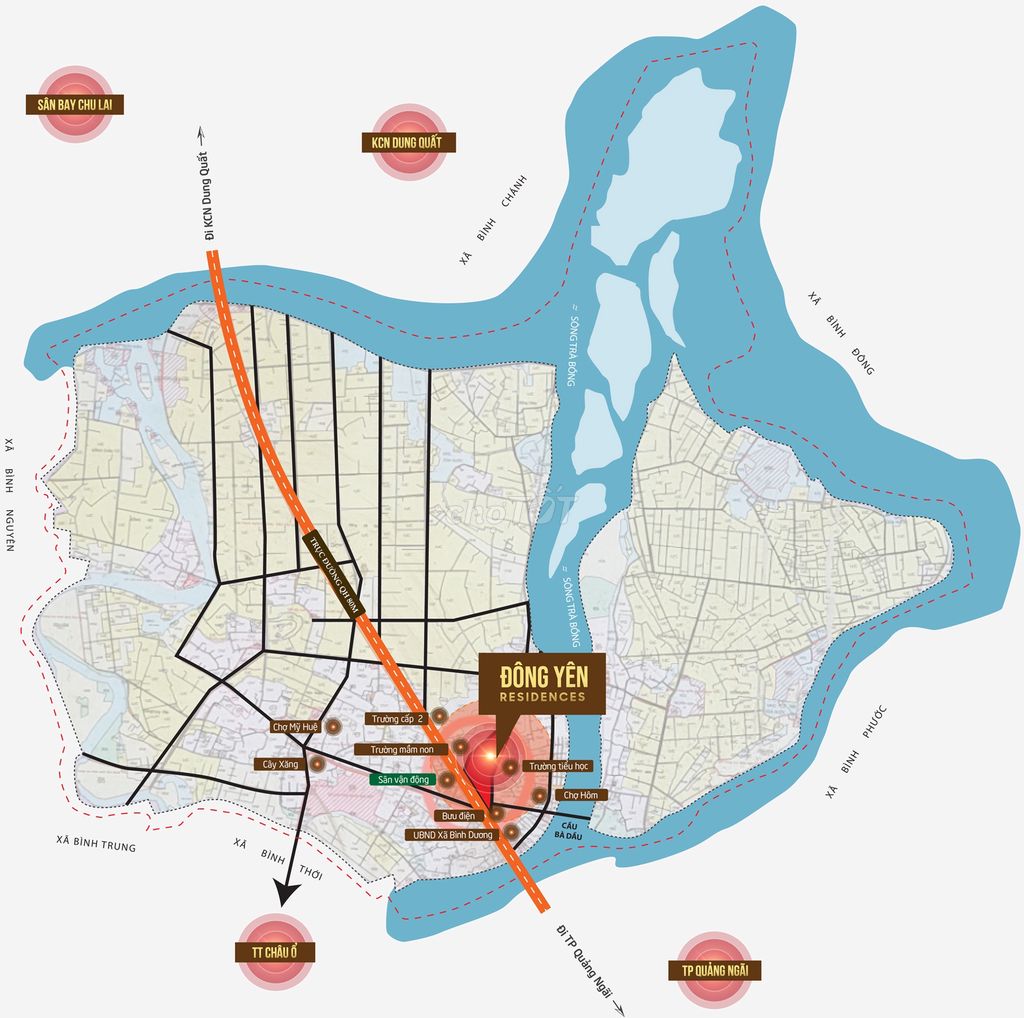 SÂN BAY CHU LAI
KCN DUNG QUẤT
Đi KCN Dung Quất
XÃ BÌNH CHÁNH
XÃ BÌNH ĐÔNG
≈ SÔNG TRÀ BỒNG
XÃ BÌNH NGUYÊN
chợTỐT
TRỤC ĐƯỜNG QH 80M
≈ SÔNG TRÀ BỒNG
ĐÔNG YÊN
RESIDENCES
Trường cấp 2
Chợ Mỹ Huệ
Trường mầm non
Cây Xăng
Trường tiểu học
Sân vận động
Chợ Hôm
Bưu điện
UBND Xã Bình Dương
CẦU
BÀ DẦU
XÃ BÌNH PHƯỚC
XÃ BÌNH TRUNG
XÃ BÌNH THỚI
TT CHÂU Ổ
Đi TP Quảng Ngãi
TP QUẢNG NGÃI